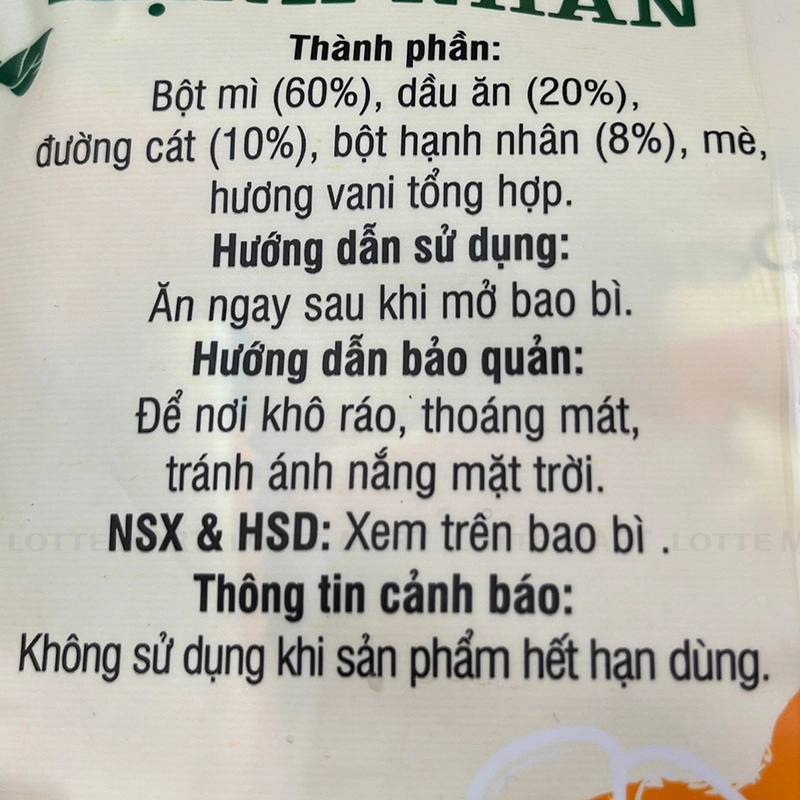 HẠNH NHÂN
Thành phần:
Bột mì (60%), dầu ăn (20%),
đường cát (10%), bột hạnh nhân (8%), mè,
hương vani tổng hợp.
Hướng dẫn sử dụng:
Ăn ngay sau khi mở bao bì.
Hướng dẫn bảo quản:
Để nơi khô ráo, thoáng mát,
tránh ánh nắng mặt trời.
NSX & HSD: Xem trên bao bì .
Thông tin cảnh báo:
Không sử dụng khi sản phẩm hết hạn dùng.